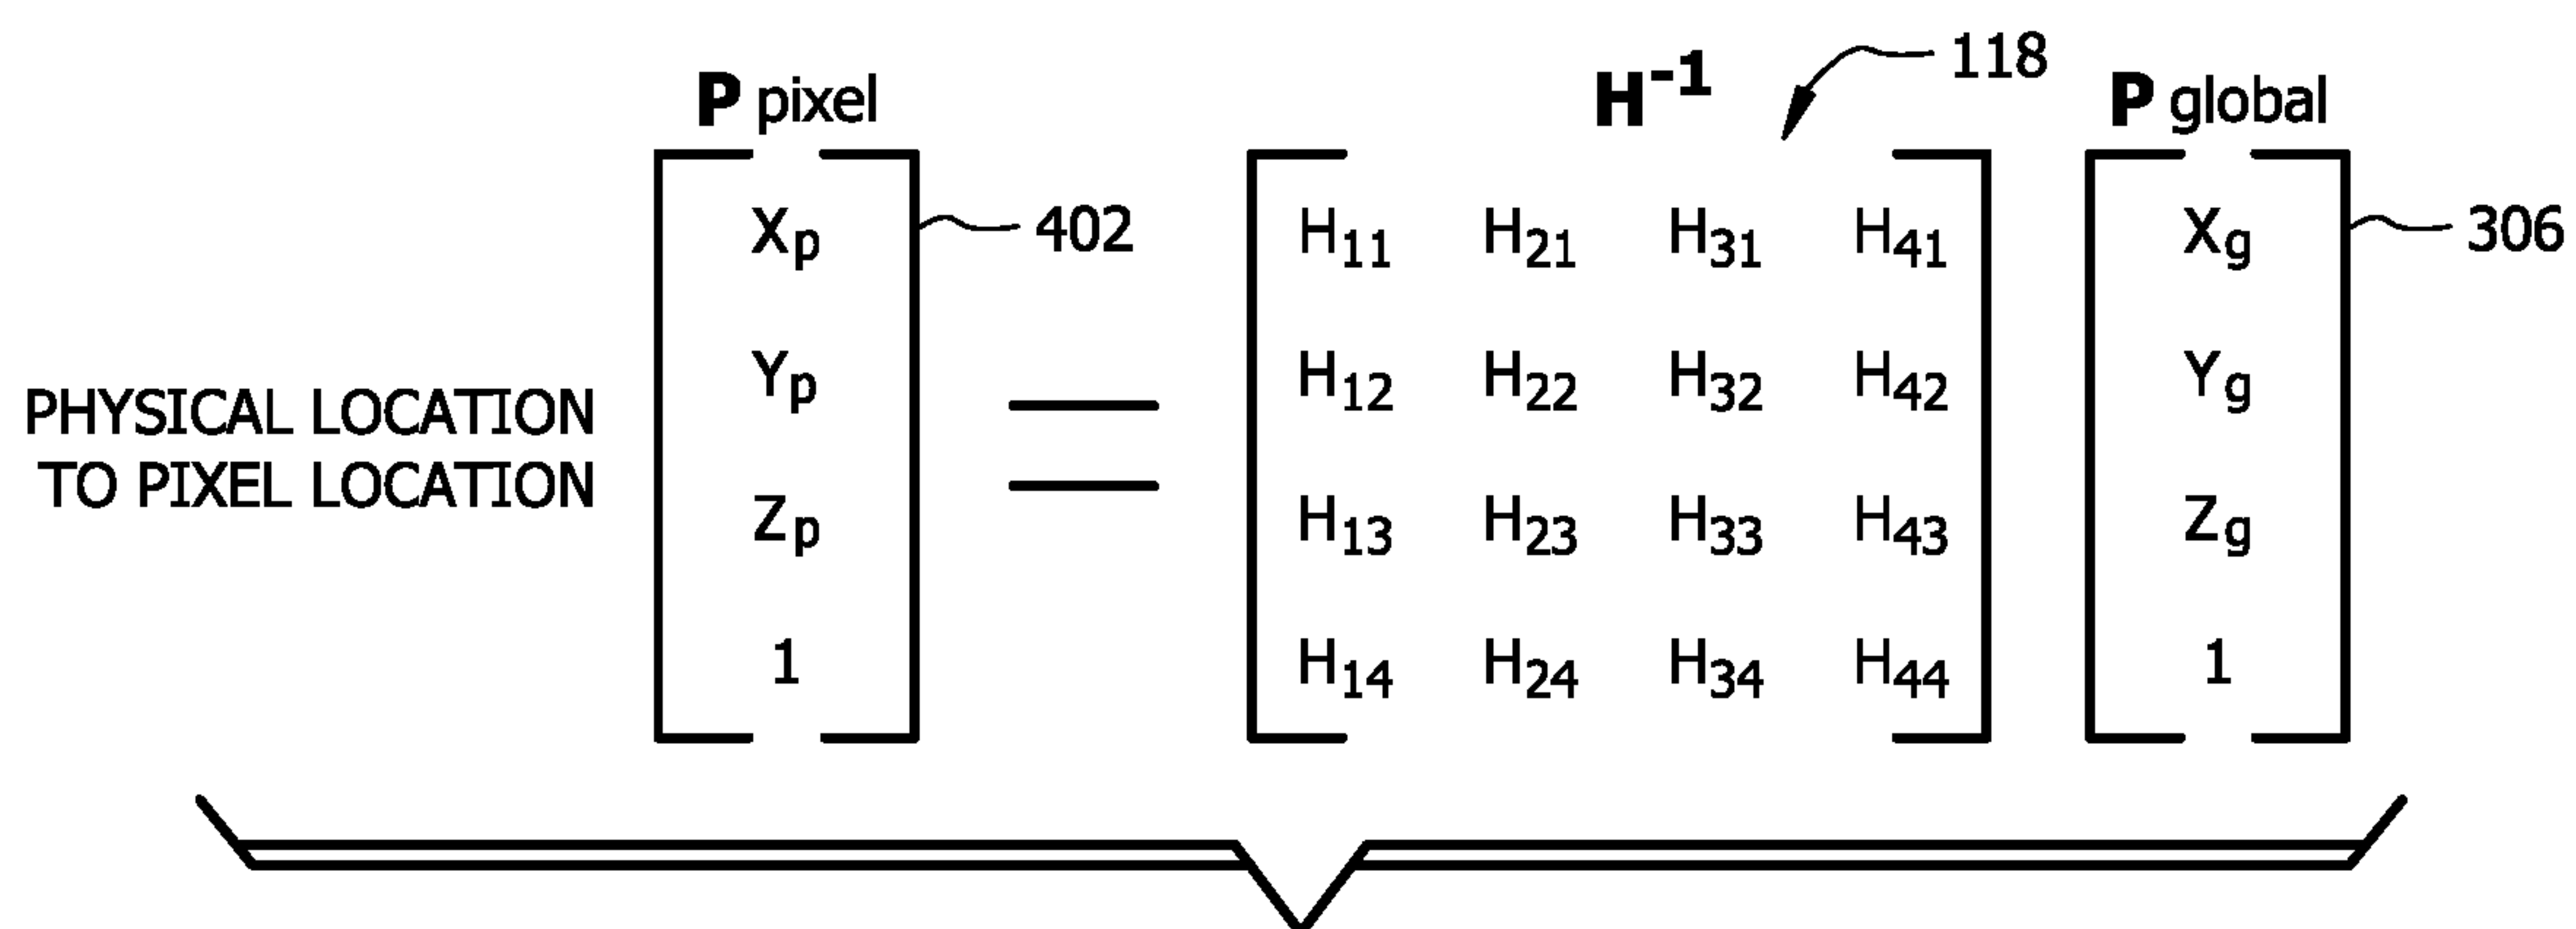 P pixel H⁻¹ 118 P global
Xp 402 H11 H21 H31 H41 Xg 306
Yp H12 H22 H32 H42 Yg
PHYSICAL LOCATION
TO PIXEL LOCATION
=
Zp H13 H23 H33 H43 Zg
1 H14 H24 H34 H44 1